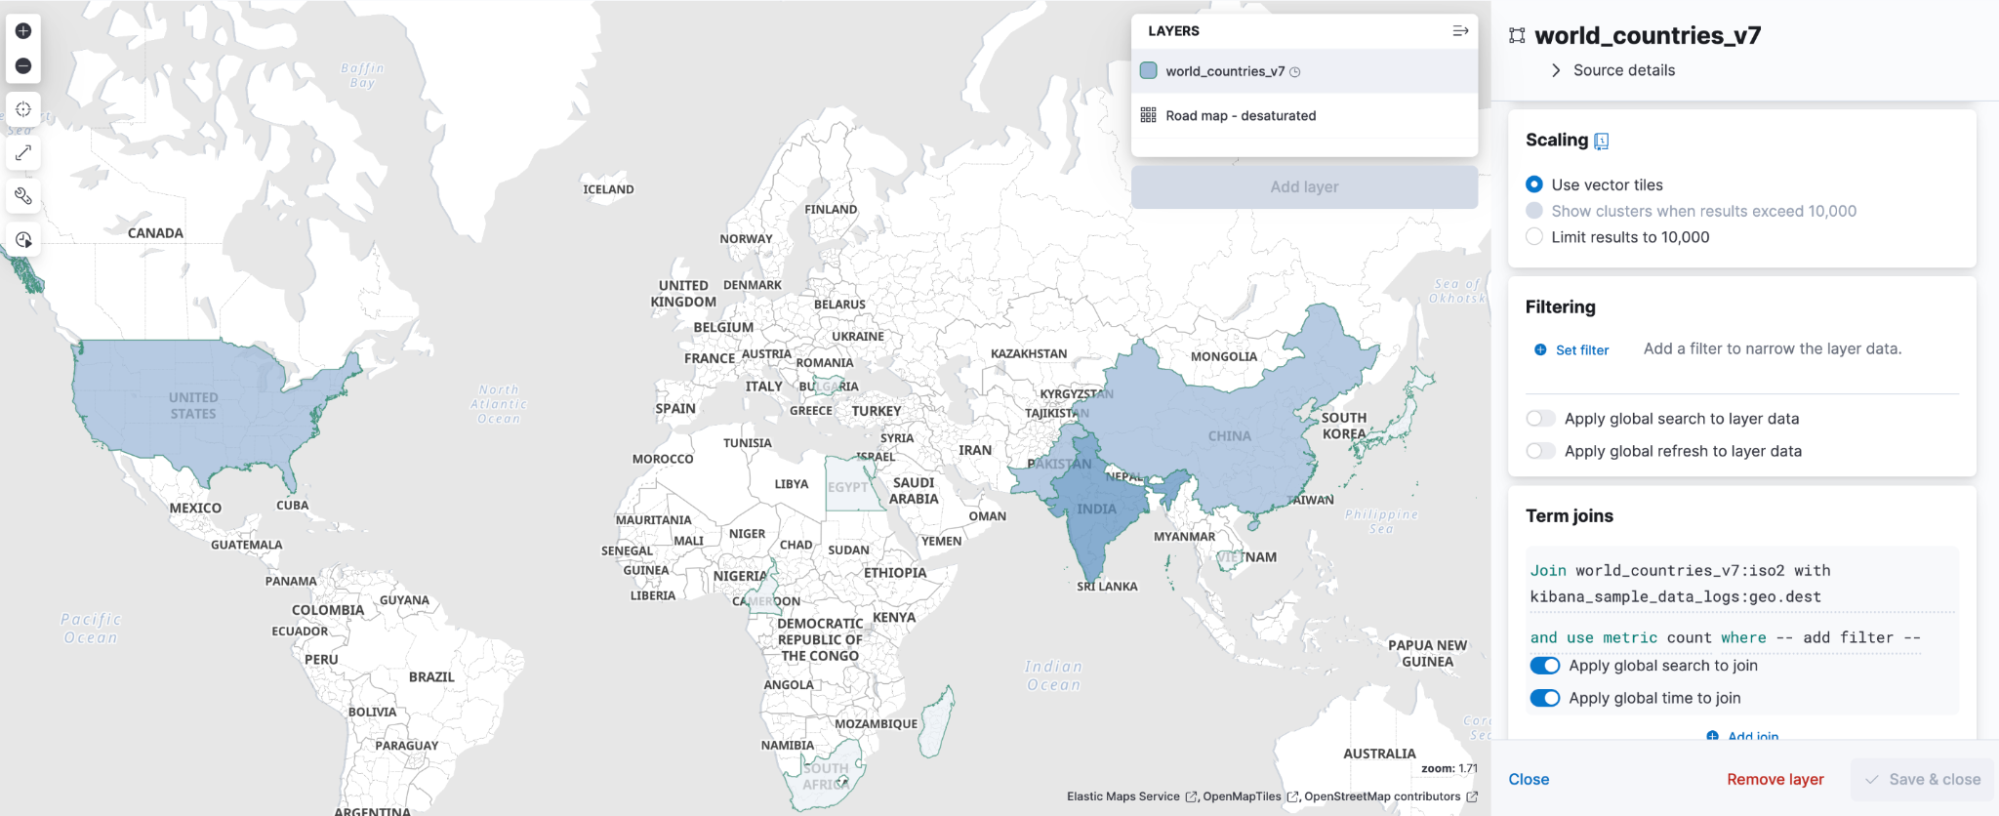 Baffin
Bay
ICELAND
FINLAND
CANADA
NORWAY
UNITED
KINGDOM
DENMARK
BELARUS
BELGIUM
UKRAINE
FRANCE
AUSTRIA
ROMANIA
KAZAKHSTAN
MONGOLIA
Sea of
Okhotsk
UNITED
STATES
North
Atlantic
Ocean
ITALY
BULGARIA
KYRGYZSTAN
SPAIN
GREECE
TURKEY
TAJIKISTAN
SOUTH
KOREA
CHINA
TUNISIA
SYRIA
MOROCCO
ISRAEL
IRAN
PAKISTAN
NEPAL
LIBYA
EGYPT
SAUDI
ARABIA
MEXICO
CUBA
INDIA
TAIWAN
OMAN
Philippine
Sea
MAURITANIA
GUATEMALA
MALI
NIGER
CHAD
SUDAN
YEMEN
MYANMAR
VIETNAM
SENEGAL
GUINEA
NIGERIA
ETHIOPIA
PANAMA
LIBERIA
CAMEROON
SRI LANKA
COLOMBIA
GUYANA
Pacific
Ocean
ECUADOR
DEMOCRATIC
REPUBLIC OF
THE CONGO
KENYA
PERU
BRAZIL
ANGOLA
Indian
Ocean
PAPUA NEW
GUINEA
BOLIVIA
MOZAMBIQUE
PARAGUAY
NAMIBIA
SOUTH
AFRICA
AUSTRALIA
ARGENTINA
zoom: 1.71
Elastic Maps Service , OpenMapTiles , OpenStreetMap contributors
LAYERS
world_countries_v7
Road map - desaturated
Add layer
world_countries_v7
Source details
Scaling
Use vector tiles
Show clusters when results exceed 10,000
Limit results to 10,000
Filtering
Set filter Add a filter to narrow the layer data.
Apply global search to layer data
Apply global refresh to layer data
Term joins
Join world_countries_v7:iso2 with
kibana_sample_data_logs:geo.dest
and use metric count where -- add filter --
Apply global search to join
Apply global time to join
Add join
Close Remove layer Save & close